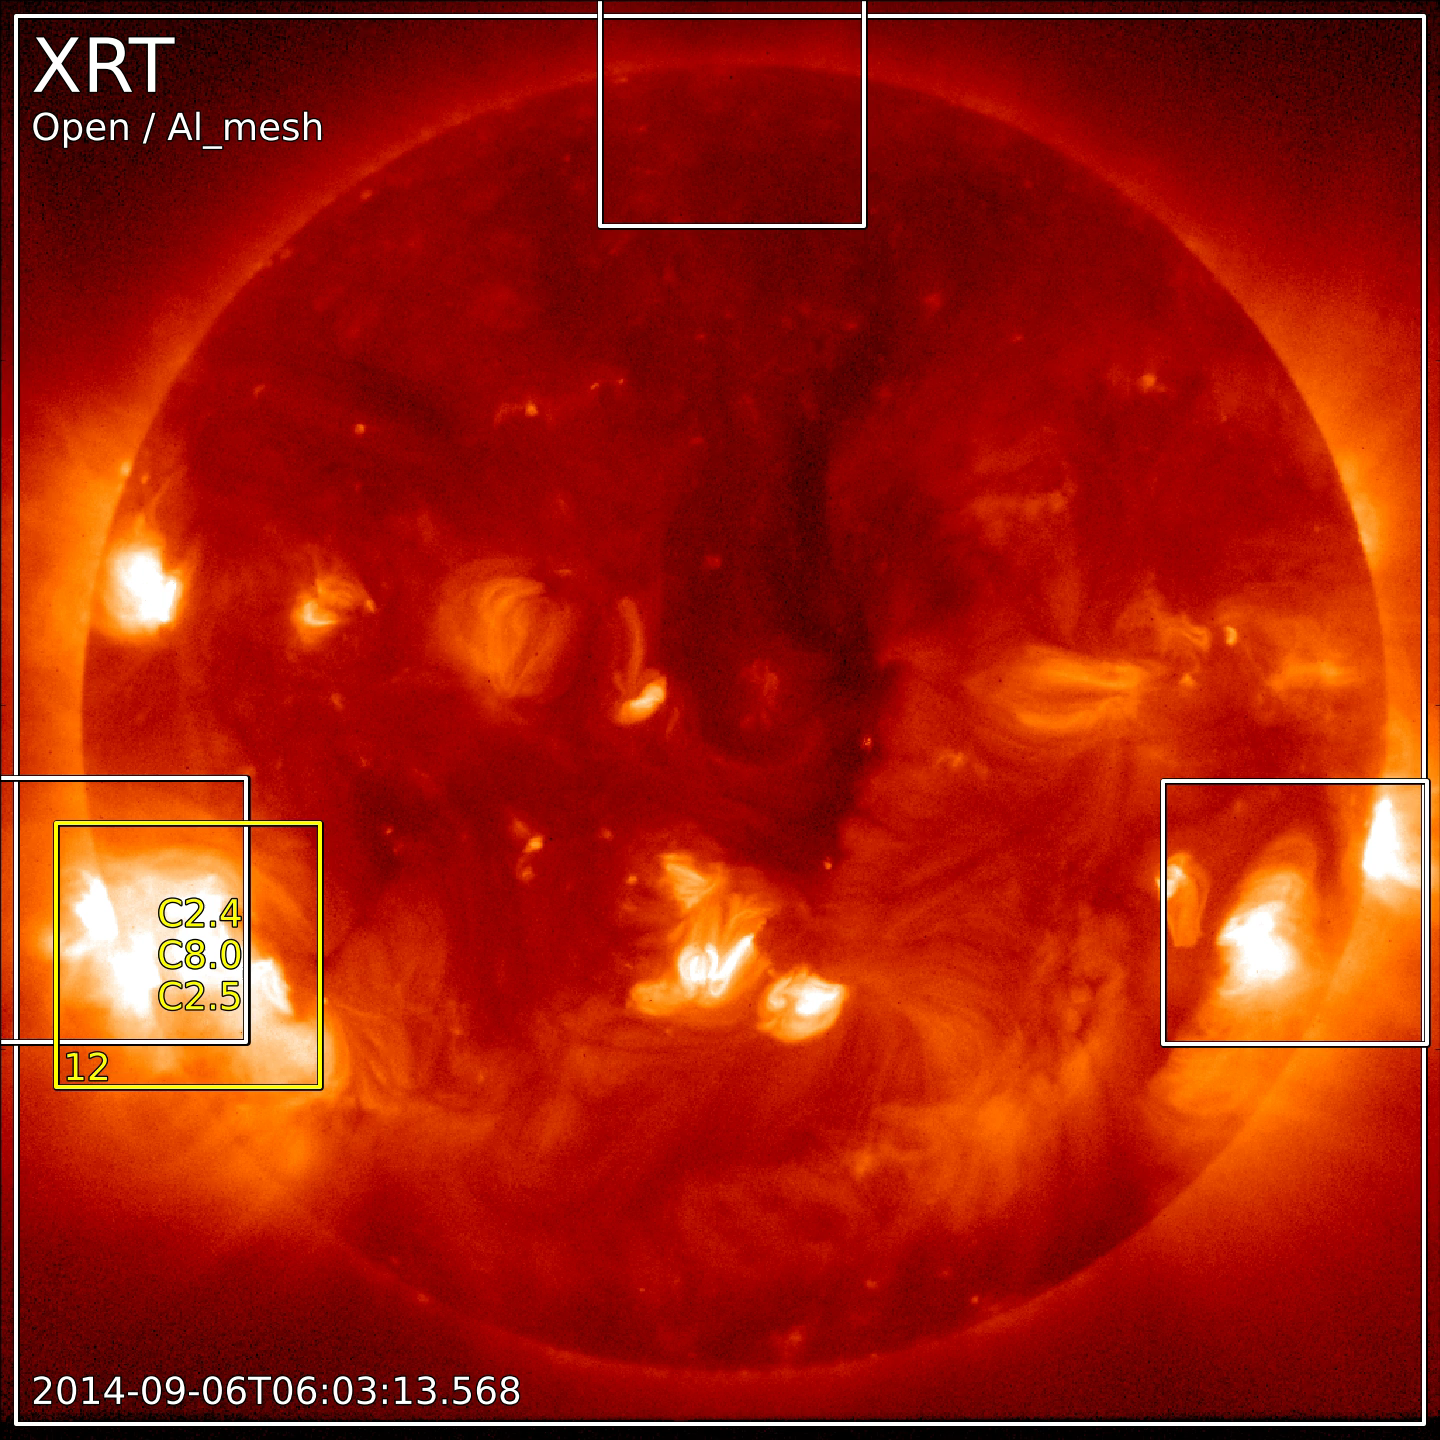 XRT
Open / Al_mesh
C2.4
C8.0
C2.5
12
2014-09-06T06:03:13.568